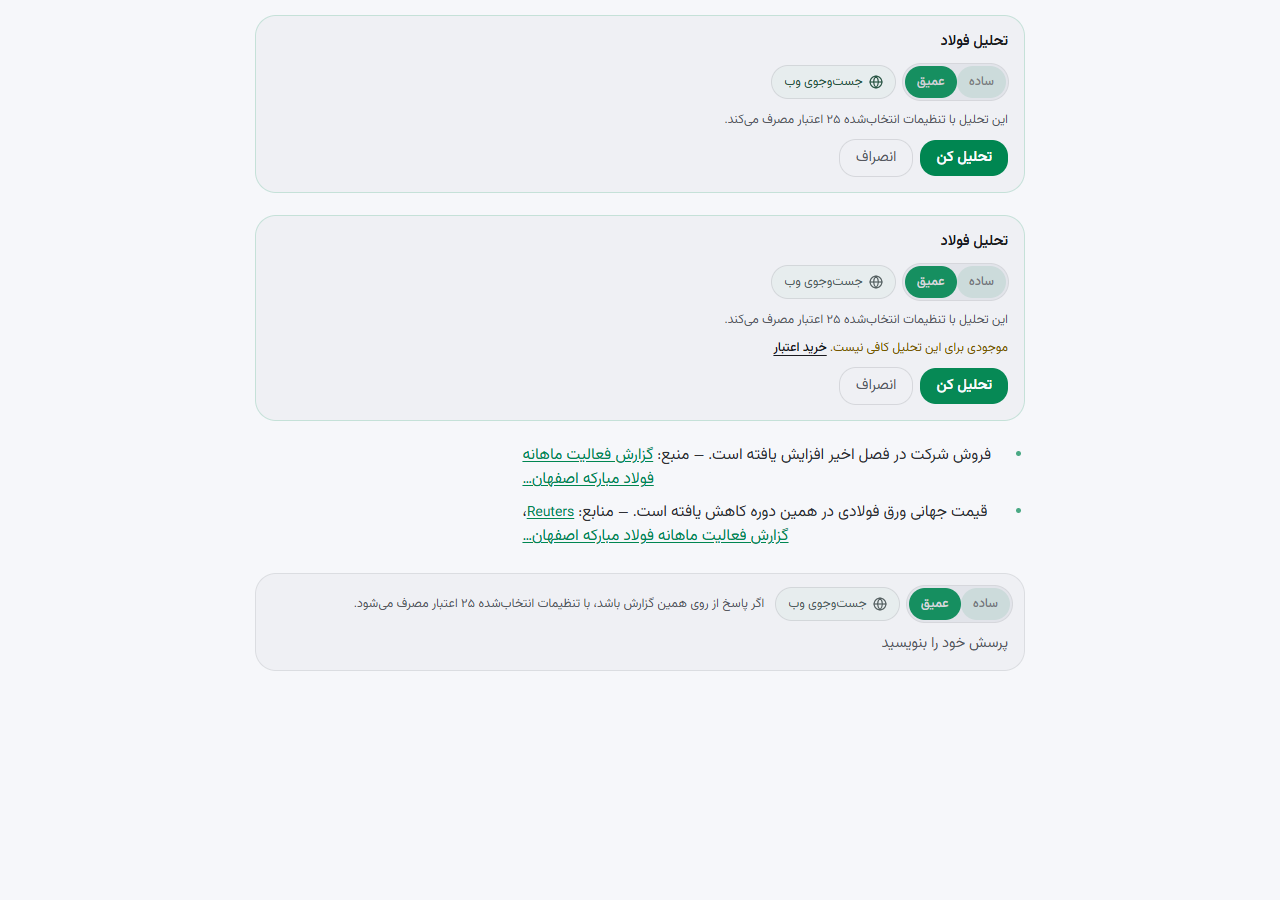 تحلیل فولاد
ساده عمیق جست‌وجوی وب
این تحلیل با تنظیمات انتخاب‌شده ۲۵ اعتبار مصرف می‌کند.
تحلیل کن انصراف
تحلیل فولاد
ساده عمیق جست‌وجوی وب
این تحلیل با تنظیمات انتخاب‌شده ۲۵ اعتبار مصرف می‌کند.
موجودی برای این تحلیل کافی نیست. خرید اعتبار
تحلیل کن انصراف
• فروش شرکت در فصل اخیر افزایش یافته است. — منبع: گزارش فعالیت ماهانه
فولاد مبارکه اصفهان…
• قیمت جهانی ورق فولادی در همین دوره کاهش یافته است. — منابع: Reuters،
گزارش فعالیت ماهانه فولاد مبارکه اصفهان…
ساده عمیق جست‌وجوی وب اگر پاسخ از روی همین گزارش باشد، با تنظیمات انتخاب‌شده ۲۵ اعتبار مصرف می‌شود.
پرسش خود را بنویسید